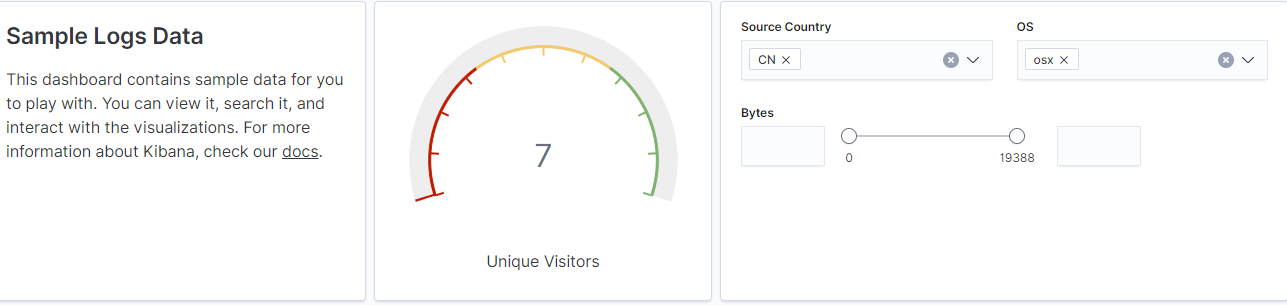 Sample Logs Data
This dashboard contains sample data for you
to play with. You can view it, search it, and
interact with the visualizations. For more
information about Kibana, check our docs.
7
Unique Visitors
Source Country
CN
OS
osx
Bytes
0
19388